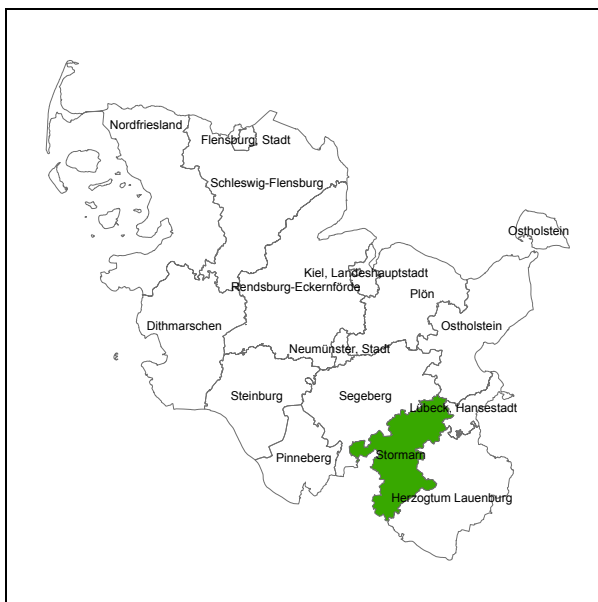 Nordfriesland
Flensburg, Stadt
Schleswig-Flensburg
Ostholstein
Kiel, Landeshauptstadt
Rendsburg-Eckernförde
Plön
Dithmarschen
Ostholstein
Neumünster, Stadt
Steinburg
Segeberg
Lübeck, Hansestadt
Pinneberg
Stormarn
Herzogtum Lauenburg